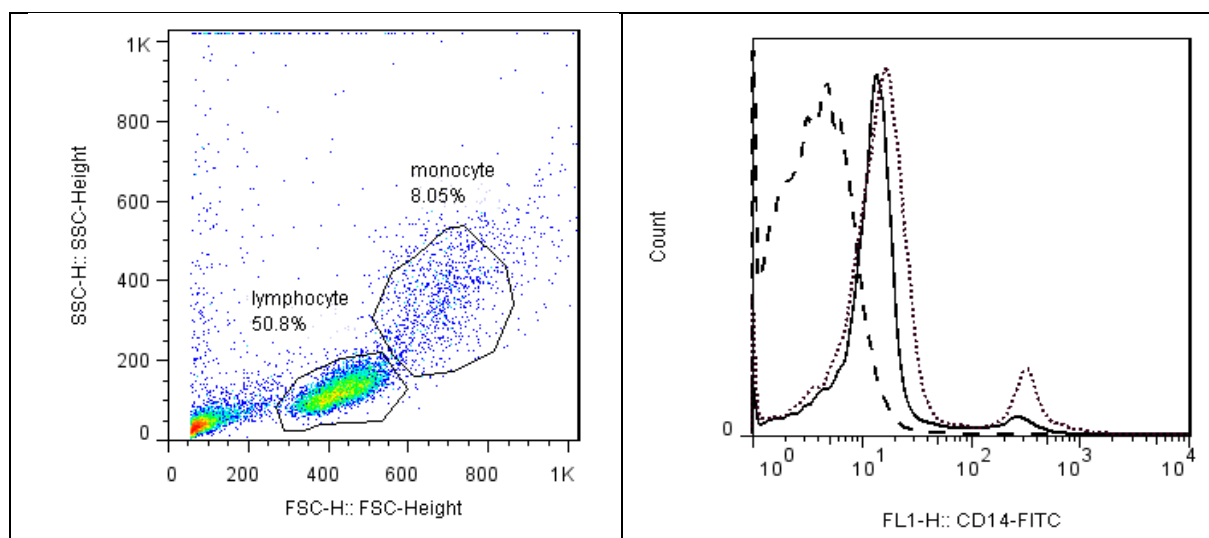 1K
800
600
400
200
0
SSC-H:: SSC-Height
monocyte
8.05%
lymphocyte
50.8%
0
200
400
600
800
1K
FSC-H:: FSC-Height
Count
0
10^0
10^1
10^2
10^3
10^4
FL1-H:: CD14-FITC